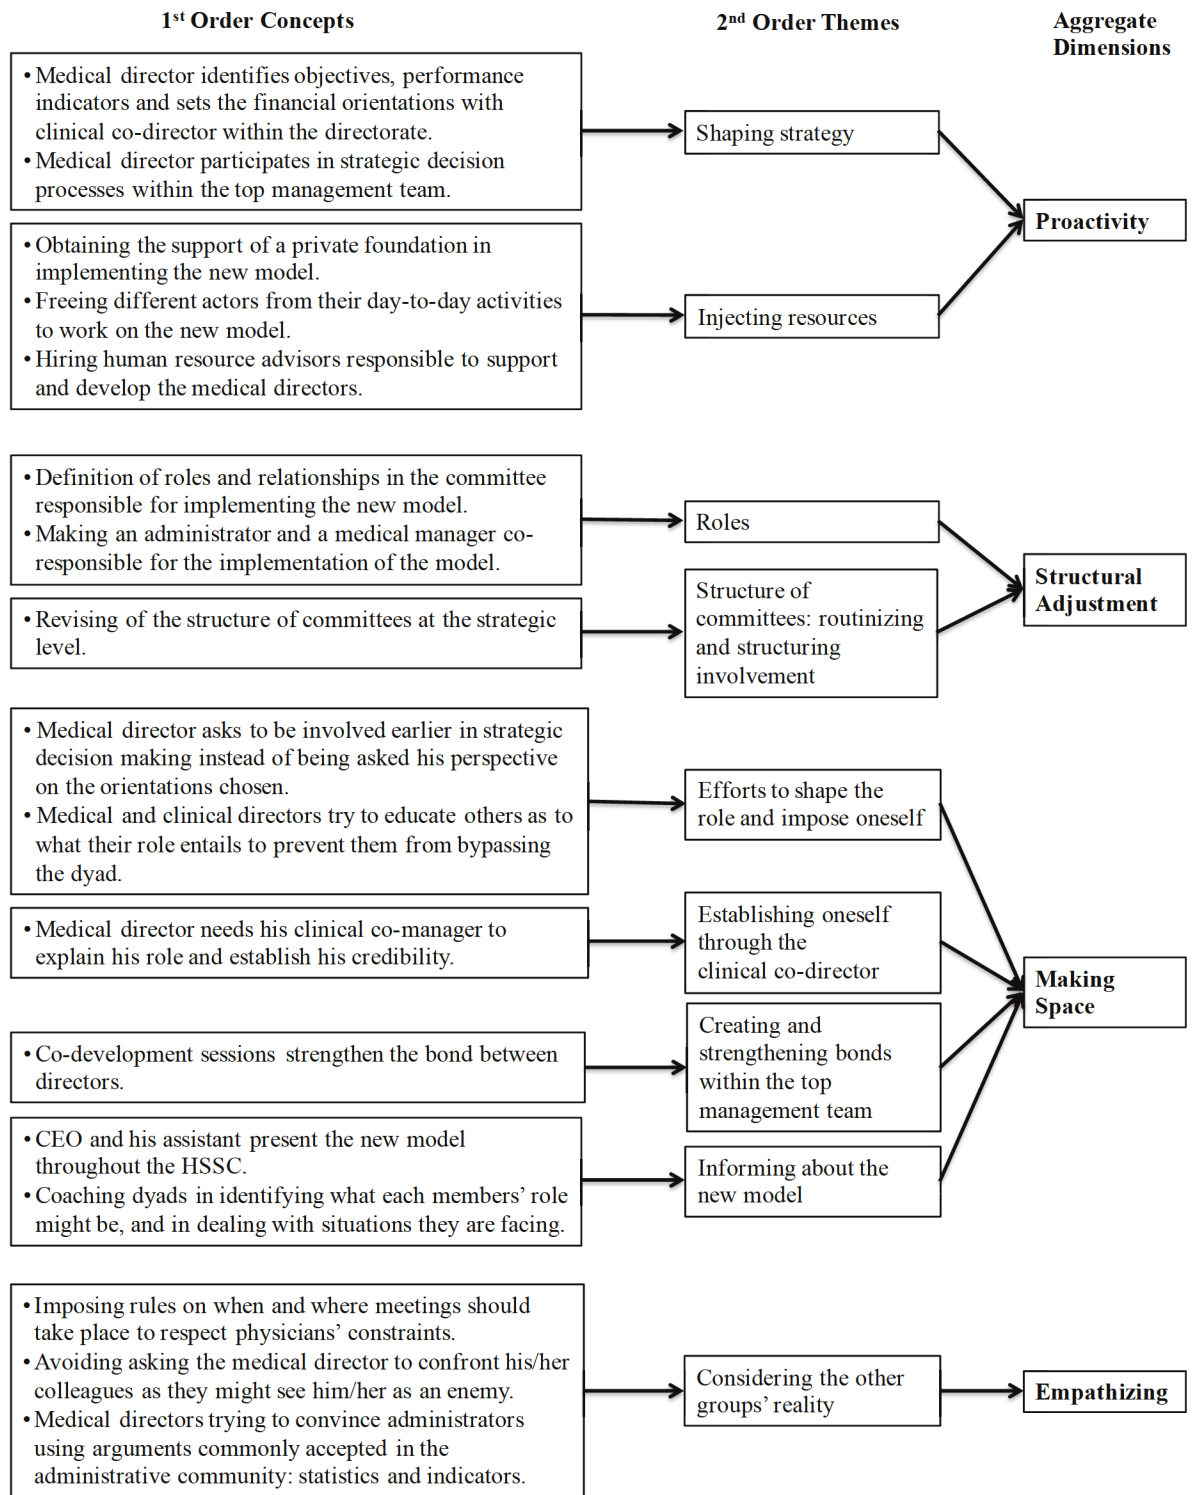 1st Order Concepts
2nd Order Themes
Aggregate
Dimensions
• Medical director identifies objectives, performance
indicators and sets the financial orientations with
clinical co-director within the directorate.
• Medical director participates in strategic decision
processes within the top management team.
Shaping strategy
Proactivity
• Obtaining the support of a private foundation in
implementing the new model.
• Freeing different actors from their day-to-day activities
to work on the new model.
• Hiring human resource advisors responsible to support
and develop the medical directors.
Injecting resources
• Definition of roles and relationships in the committee
responsible for implementing the new model.
• Making an administrator and a medical manager co-
responsible for the implementation of the model.
Roles
Structural
Adjustment
• Revising of the structure of committees at the strategic
level.
Structure of
committees: routinizing
and structuring
involvement
• Medical director asks to be involved earlier in strategic
decision making instead of being asked his perspective
on the orientations chosen.
• Medical and clinical directors try to educate others as to
what their role entails to prevent them from bypassing
the dyad.
Efforts to shape the
role and impose oneself
• Medical director needs his clinical co-manager to
explain his role and establish his credibility.
Establishing oneself
through the
clinical co-director
Making
Space
• Co-development sessions strengthen the bond between
directors.
Creating and
strengthening bonds
within the top
management team
• CEO and his assistant present the new model
throughout the HSSC.
• Coaching dyads in identifying what each members’ role
might be, and in dealing with situations they are facing.
Informing about the
new model
• Imposing rules on when and where meetings should
take place to respect physicians’ constraints.
• Avoiding asking the medical director to confront his/her
colleagues as they might see him/her as an enemy.
• Medical directors trying to convince administrators
using arguments commonly accepted in the
administrative community: statistics and indicators.
Considering the other
groups’ reality
Empathizing